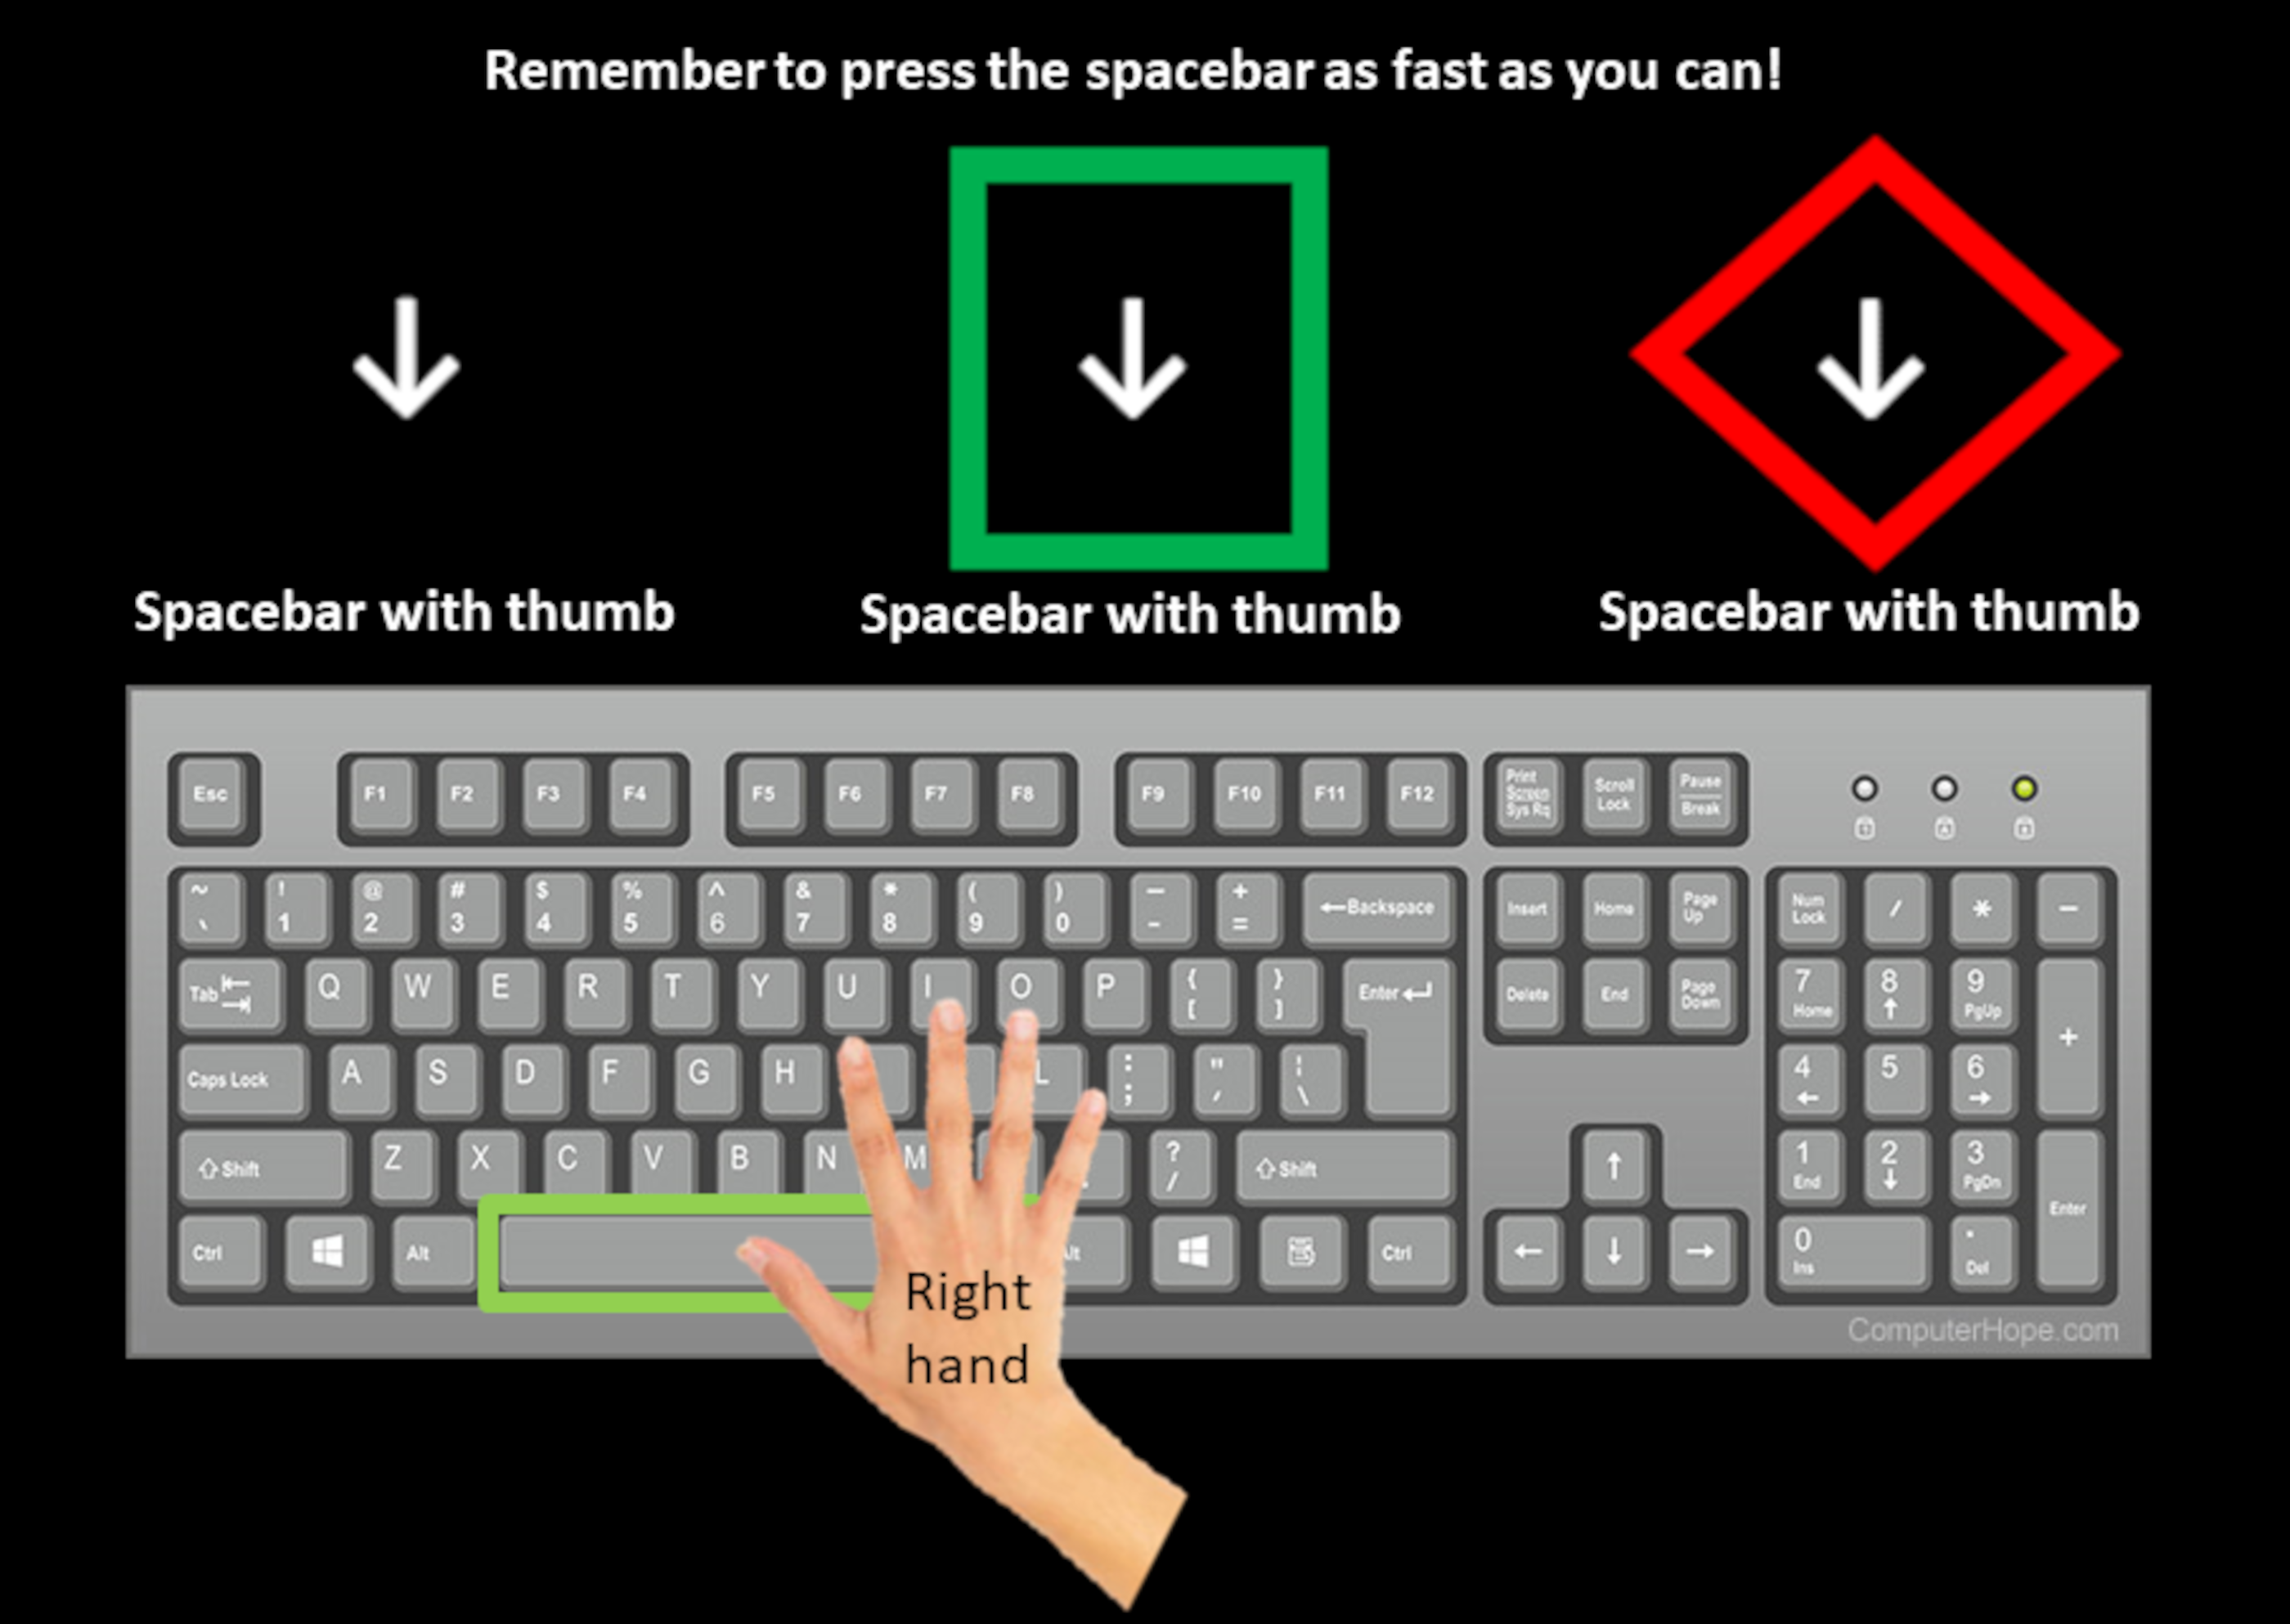 Remember to press the spacebar as fast as you can!
Spacebar with thumb
Spacebar with thumb
Spacebar with thumb
Esc F1 F2 F3 F4 F5 F6 F7 F8 F9 F10 F11 F12 Print Screen Sys Rq Scroll Lock Pause Break
~ ! @ # $ % ^ & * ( ) — +
` 1 2 3 4 5 6 7 8 9 0 - = ←Backspace Insert Home Page Up Num Lock / * −
Tab Q W E R T Y U I O P { [ } ] Enter Delete End Page Down 7 Home 8 ↑ 9 PgUp +
Caps Lock A S D F G H L : ; " ' ¦ \ 4 ← 5 6 →
⇧ Shift Z X C V B N M . ? / ⇧ Shift ↑ 1 End 2 ↓ 3 PgDn Enter
Ctrl Alt Alt Ctrl ← ↓ → 0 Ins . Del
Right
hand
ComputerHope.com